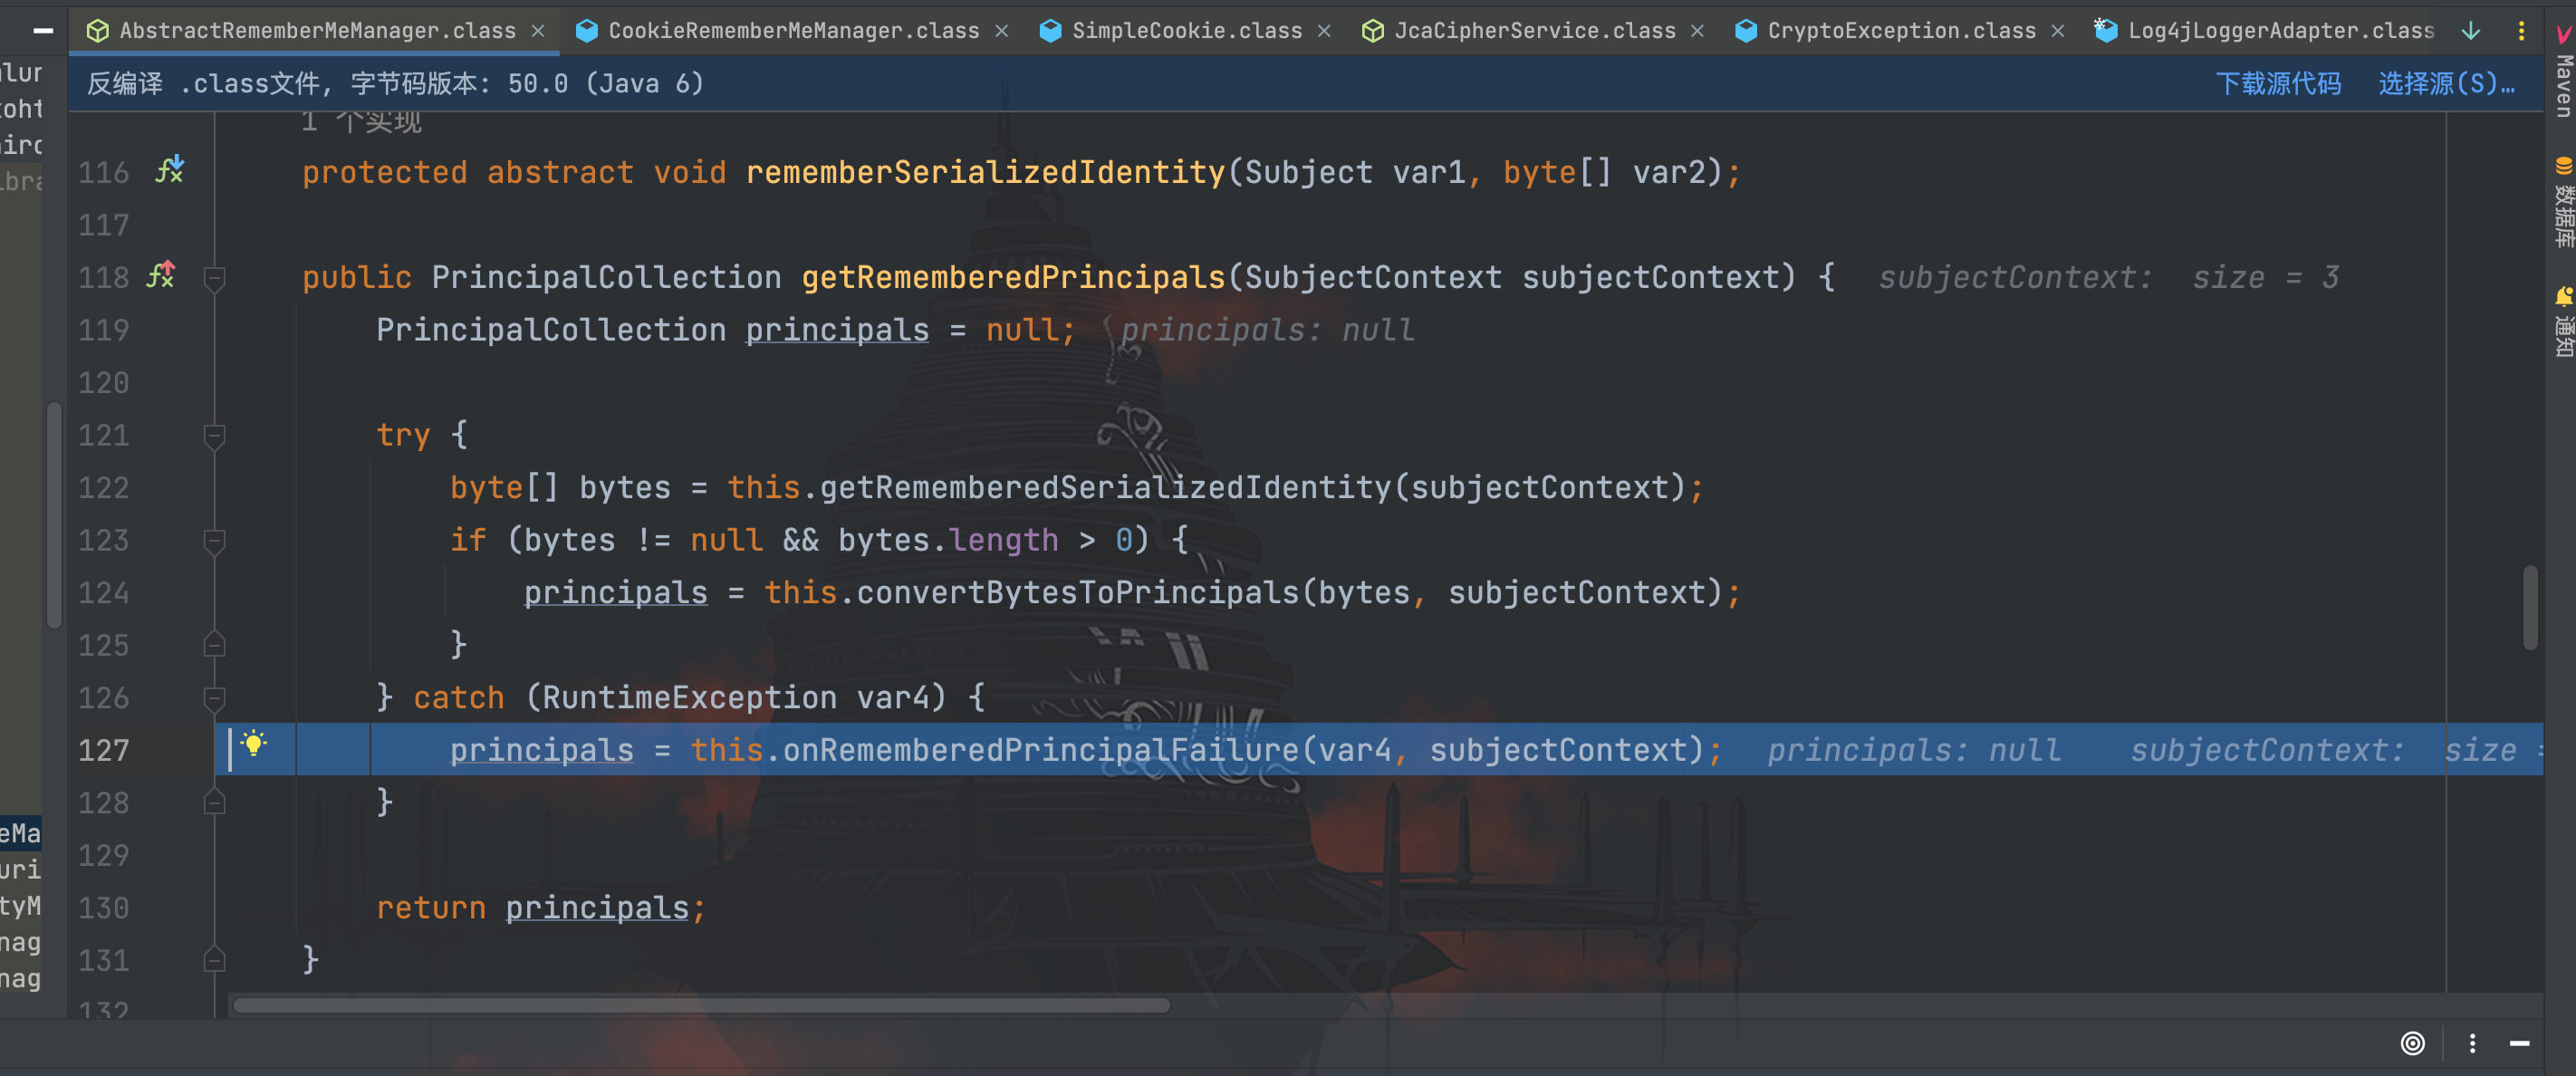 AbstractRememberMeManager.class CookieRememberMeManager.class SimpleCookie.class JcaCipherService.class CryptoException.class Log4jLoggerAdapter.class
反编译 .class文件, 字节码版本: 50.0 (Java 6) 下载源代码 选择源(S)…
1 个实现
116 protected abstract void rememberSerializedIdentity(Subject var1, byte[] var2);
117
118 public PrincipalCollection getRememberedPrincipals(SubjectContext subjectContext) { subjectContext: size = 3
119 PrincipalCollection principals = null; principals: null
120
121 try {
122 byte[] bytes = this.getRememberedSerializedIdentity(subjectContext);
123 if (bytes != null && bytes.length > 0) {
124 principals = this.convertBytesToPrincipals(bytes, subjectContext);
125 }
126 } catch (RuntimeException var4) {
127 principals = this.onRememberedPrincipalFailure(var4, subjectContext); principals: null subjectContext: size =
128 }
129
130 return principals;
131 }
132
eMa
uri
tyM
nag
nag
Maven
数据库
通知